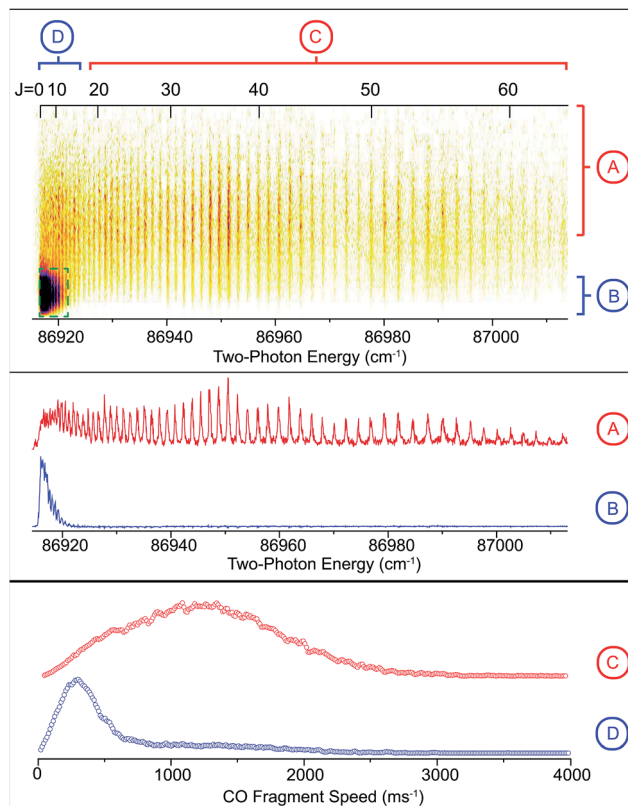 D
C
J=0 10 20 30 40 50 60
A
B
86920 86940 86960 86980 87000
Two-Photon Energy (cm⁻¹)
A
B
86920 86940 86960 86980 87000
Two-Photon Energy (cm⁻¹)
C
D
0 1000 2000 3000 4000
CO Fragment Speed (ms⁻¹)